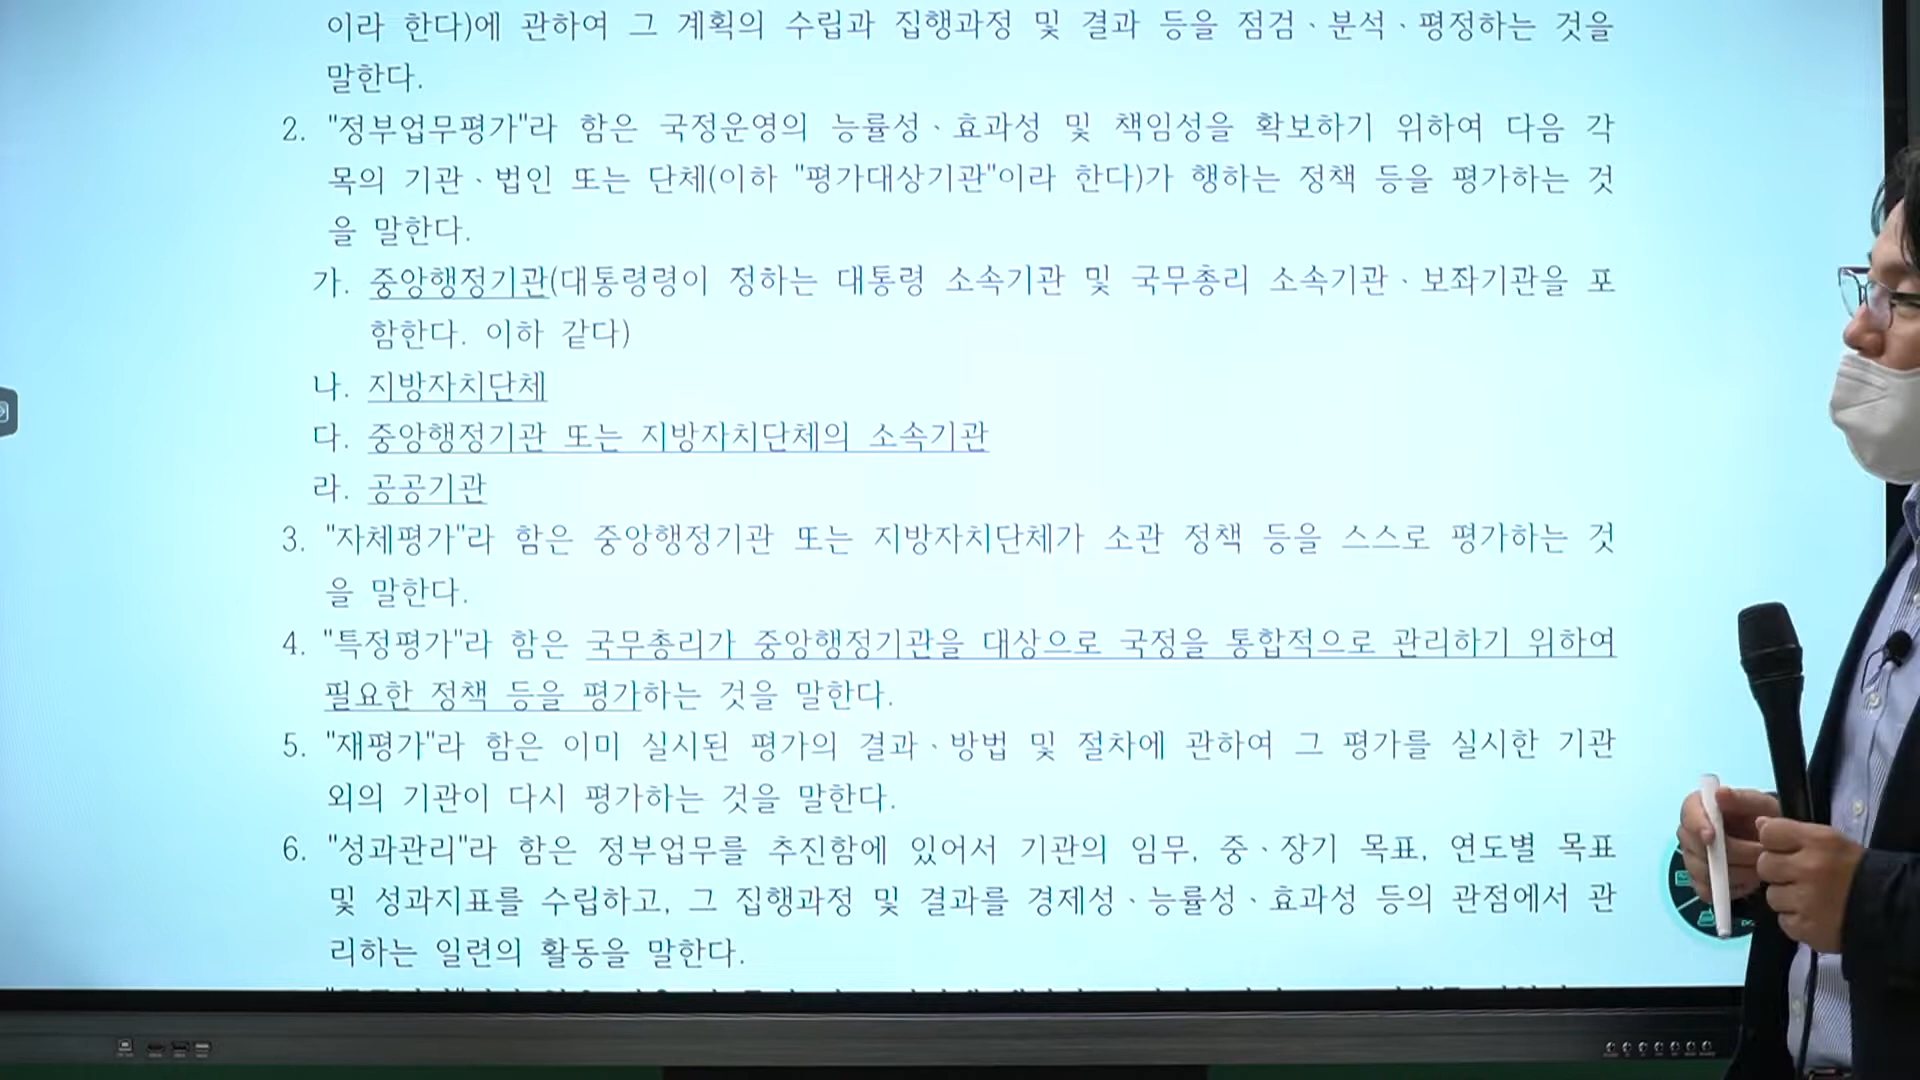 이라 한다)에 관하여 그 계획의 수립과 집행과정 및 결과 등을 점검ㆍ분석ㆍ평정하는 것을
말한다.
2. "정부업무평가"라 함은 국정운영의 능률성ㆍ효과성 및 책임성을 확보하기 위하여 다음 각
목의 기관ㆍ법인 또는 단체(이하 "평가대상기관"이라 한다)가 행하는 정책 등을 평가하는 것
을 말한다.
가. 중앙행정기관(대통령령이 정하는 대통령 소속기관 및 국무총리 소속기관ㆍ보좌기관을 포
함한다. 이하 같다)
나. 지방자치단체
다. 중앙행정기관 또는 지방자치단체의 소속기관
라. 공공기관
3. "자체평가"라 함은 중앙행정기관 또는 지방자치단체가 소관 정책 등을 스스로 평가하는 것
을 말한다.
4. "특정평가"라 함은 국무총리가 중앙행정기관을 대상으로 국정을 통합적으로 관리하기 위하여
필요한 정책 등을 평가하는 것을 말한다.
5. "재평가"라 함은 이미 실시된 평가의 결과ㆍ방법 및 절차에 관하여 그 평가를 실시한 기관
외의 기관이 다시 평가하는 것을 말한다.
6. "성과관리"라 함은 정부업무를 추진함에 있어서 기관의 임무, 중ㆍ장기 목표, 연도별 목표
및 성과지표를 수립하고, 그 집행과정 및 결과를 경제성ㆍ능률성ㆍ효과성 등의 관점에서 관
리하는 일련의 활동을 말한다.